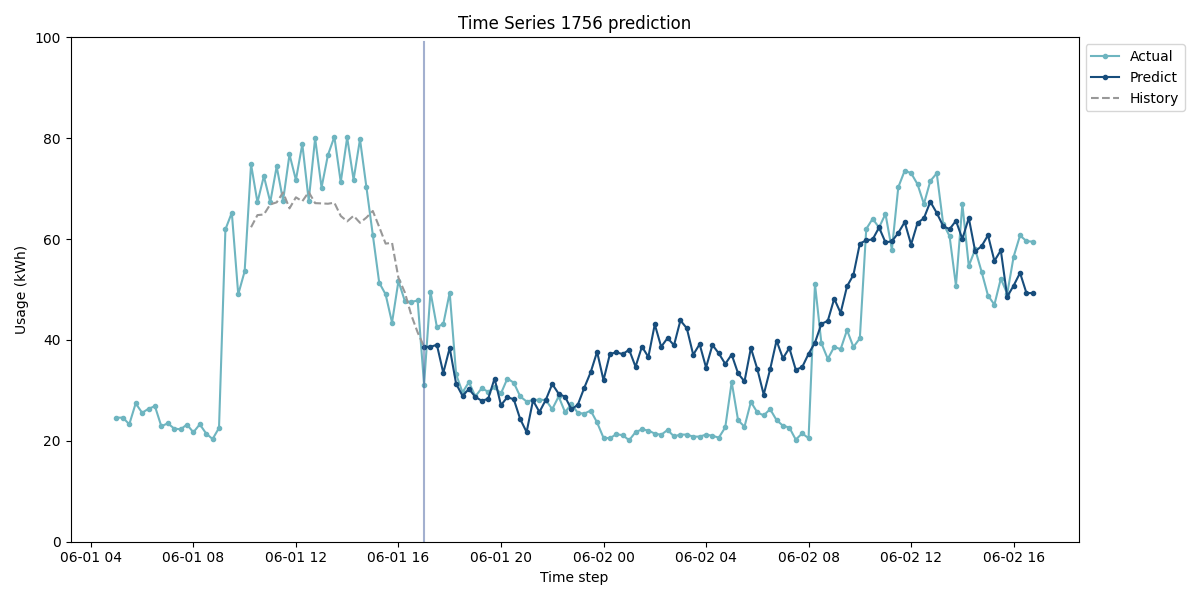 Time Series 1756 prediction
100
80
60
40
20
0
Usage (kWh)
06-01 04
06-01 08
06-01 12
06-01 16
06-01 20
06-02 00
06-02 04
06-02 08
06-02 12
06-02 16
Time step
Actual
Predict
History